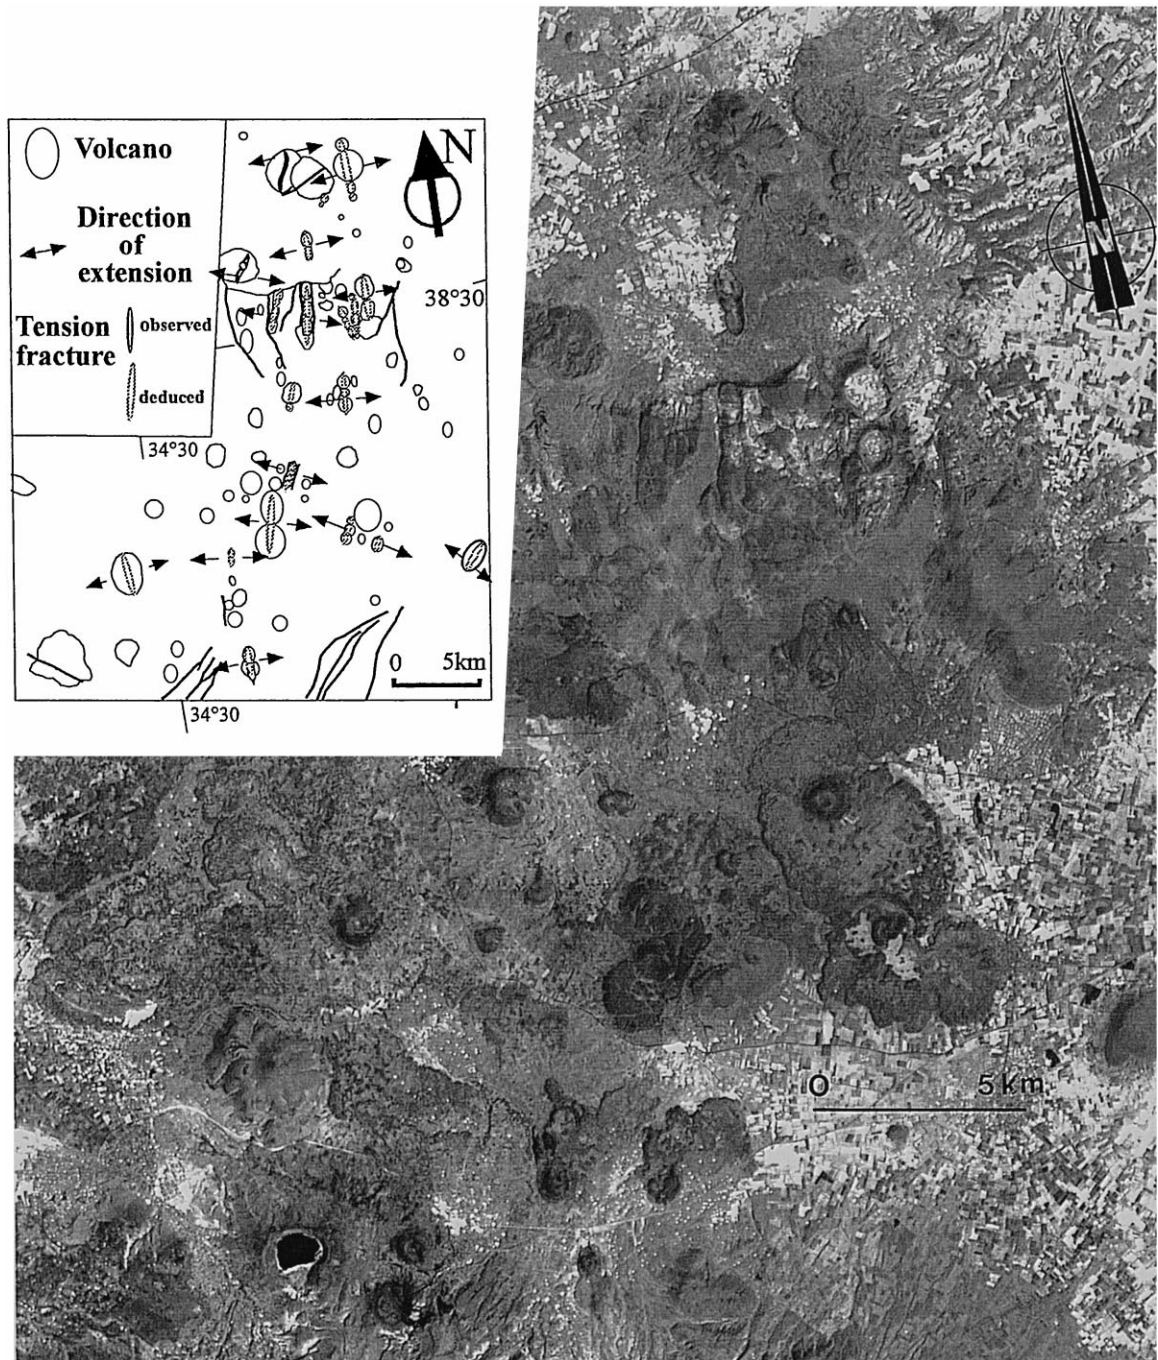 Volcano
N
Direction
of
extension
38°30
Tension
fracture
observed
deduced
34°30
0 5km
34°30
N
0 5 km